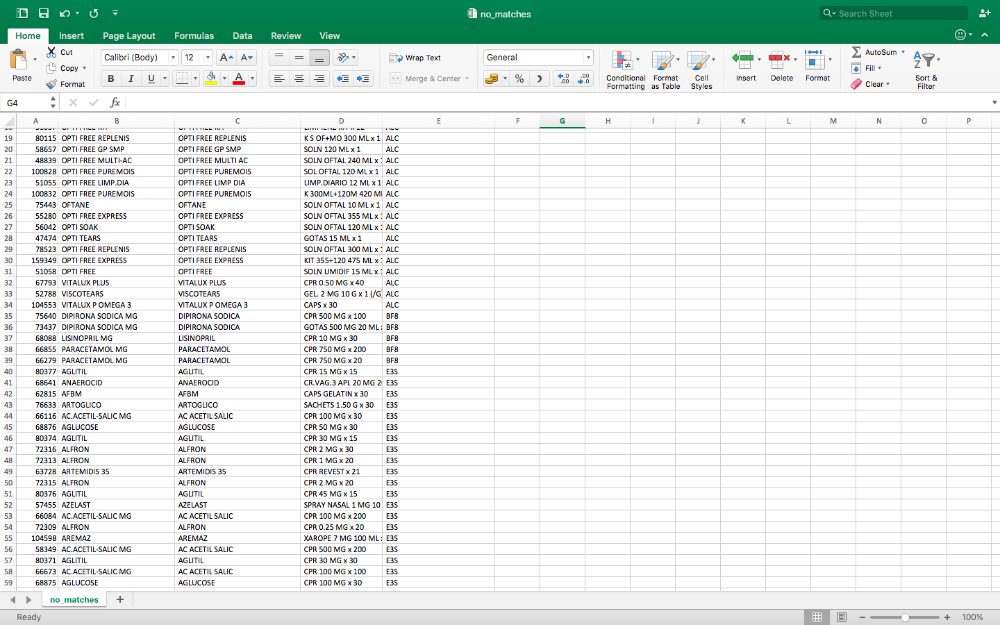 no_matches
Search Sheet
Home Insert Page Layout Formulas Data Review View
Paste
Cut
Copy
Format
Calibri (Body) 12 A A
B I U A
Wrap Text
Merge & Center
General
%
.0 .00
.00 .0
Conditional Formatting
Format as Table
Cell Styles
Insert
Delete
Format
AutoSum
Fill
Clear
Sort & Filter
G4 fx
A B C D E F G H I J K L M N O P
19 80115 OPTI FREE REPLENIS OPTI FREE REPLENIS K S OF+MO 300 ML x 1 ALC
20 58657 OPTI FREE GP SMP OPTI FREE GP SMP SOLN 120 ML x 1 ALC
21 48839 OPTI FREE MULTI-AC OPTI FREE MULTI AC SOLN OFTAL 240 ML x 1 ALC
22 100828 OPTI FREE PUREMOIS OPTI FREE PUREMOIS SOL OFTAL 120 ML x 1 ALC
23 51055 OPTI FREE LIMP.DIA OPTI FREE LIMP DIA LIMP.DIARIO 12 ML x 1 ALC
24 100832 OPTI FREE PUREMOIS OPTI FREE PUREMOIS K 300ML+120M 420 ML ALC
25 75443 OFTANE OFTANE SOLN OFTAL 10 ML x 1 ALC
26 55280 OPTI FREE EXPRESS OPTI FREE EXPRESS SOLN OFTAL 355 ML x 1 ALC
27 56042 OPTI SOAK OPTI SOAK SOLN OFTAL 120 ML x 1 ALC
28 47474 OPTI TEARS OPTI TEARS GOTAS 15 ML x 1 ALC
29 78523 OPTI FREE REPLENIS OPTI FREE REPLENIS SOLN OFTAL 300 ML x 1 ALC
30 159349 OPTI FREE EXPRESS OPTI FREE EXPRESS KIT 355+120 475 ML x 1 ALC
31 51058 OPTI FREE OPTI FREE SOLN UMIDIF 15 ML x 1 ALC
32 67793 VITALUX PLUS VITALUX PLUS CPR 0.50 MG x 40 ALC
33 52788 VISCOTEARS VISCOTEARS GEL. 2 MG 10 G x 1 (/G ALC
34 104553 VITALUX P OMEGA 3 VITALUX P OMEGA 3 CAPS x 30 ALC
35 75640 DIPIRONA SODICA MG DIPIRONA SODICA CPR 500 MG x 100 BF8
36 73437 DIPIRONA SODICA MG DIPIRONA SODICA GOTAS 500 MG 20 ML x BF8
37 68088 LISINOPRIL MG LISINOPRIL CPR 10 MG x 30 BF8
38 66855 PARACETAMOL MG PARACETAMOL CPR 750 MG x 200 BF8
39 66279 PARACETAMOL MG PARACETAMOL CPR 750 MG x 20 BF8
40 80377 AGLITIL AGLITIL CPR 15 MG x 15 E3S
41 68641 ANAEROCID ANAEROCID CR.VAG.3 APL 20 MG 20 E3S
42 62815 AFBM AFBM CAPS GELATIN x 30 E3S
43 76633 ARTOGLICO ARTOGLICO SACHETS 1.50 G x 30 E3S
44 66116 AC.ACETIL-SALIC MG AC ACETIL SALIC CPR 100 MG x 30 E3S
45 68876 AGLUCOSE AGLUCOSE CPR 50 MG x 30 E3S
46 80374 AGLITIL AGLITIL CPR 30 MG x 15 E3S
47 72316 ALFRON ALFRON CPR 2 MG x 30 E3S
48 72313 ALFRON ALFRON CPR 1 MG x 20 E3S
49 63728 ARTEMIDIS 35 ARTEMIDIS 35 CPR REVEST x 21 E3S
50 72315 ALFRON ALFRON CPR 2 MG x 20 E3S
51 80376 AGLITIL AGLITIL CPR 45 MG x 15 E3S
52 57455 AZELAST AZELAST SPRAY NASAL 1 MG 10 E3S
53 66084 AC.ACETIL-SALIC MG AC ACETIL SALIC CPR 100 MG x 200 E3S
54 72309 ALFRON ALFRON CPR 0.25 MG x 20 E3S
55 104598 AREMAZ AREMAZ XAROPE 7 MG 100 ML x E3S
56 58349 AC.ACETIL-SALIC MG AC ACETIL SALIC CPR 500 MG x 200 E3S
57 80371 AGLITIL AGLITIL CPR 30 MG x 30 E3S
58 66673 AC.ACETIL-SALIC MG AC ACETIL SALIC CPR 100 MG x 100 E3S
59 68875 AGLUCOSE AGLUCOSE CPR 100 MG x 30 E3S
no_matches +
Ready 100%